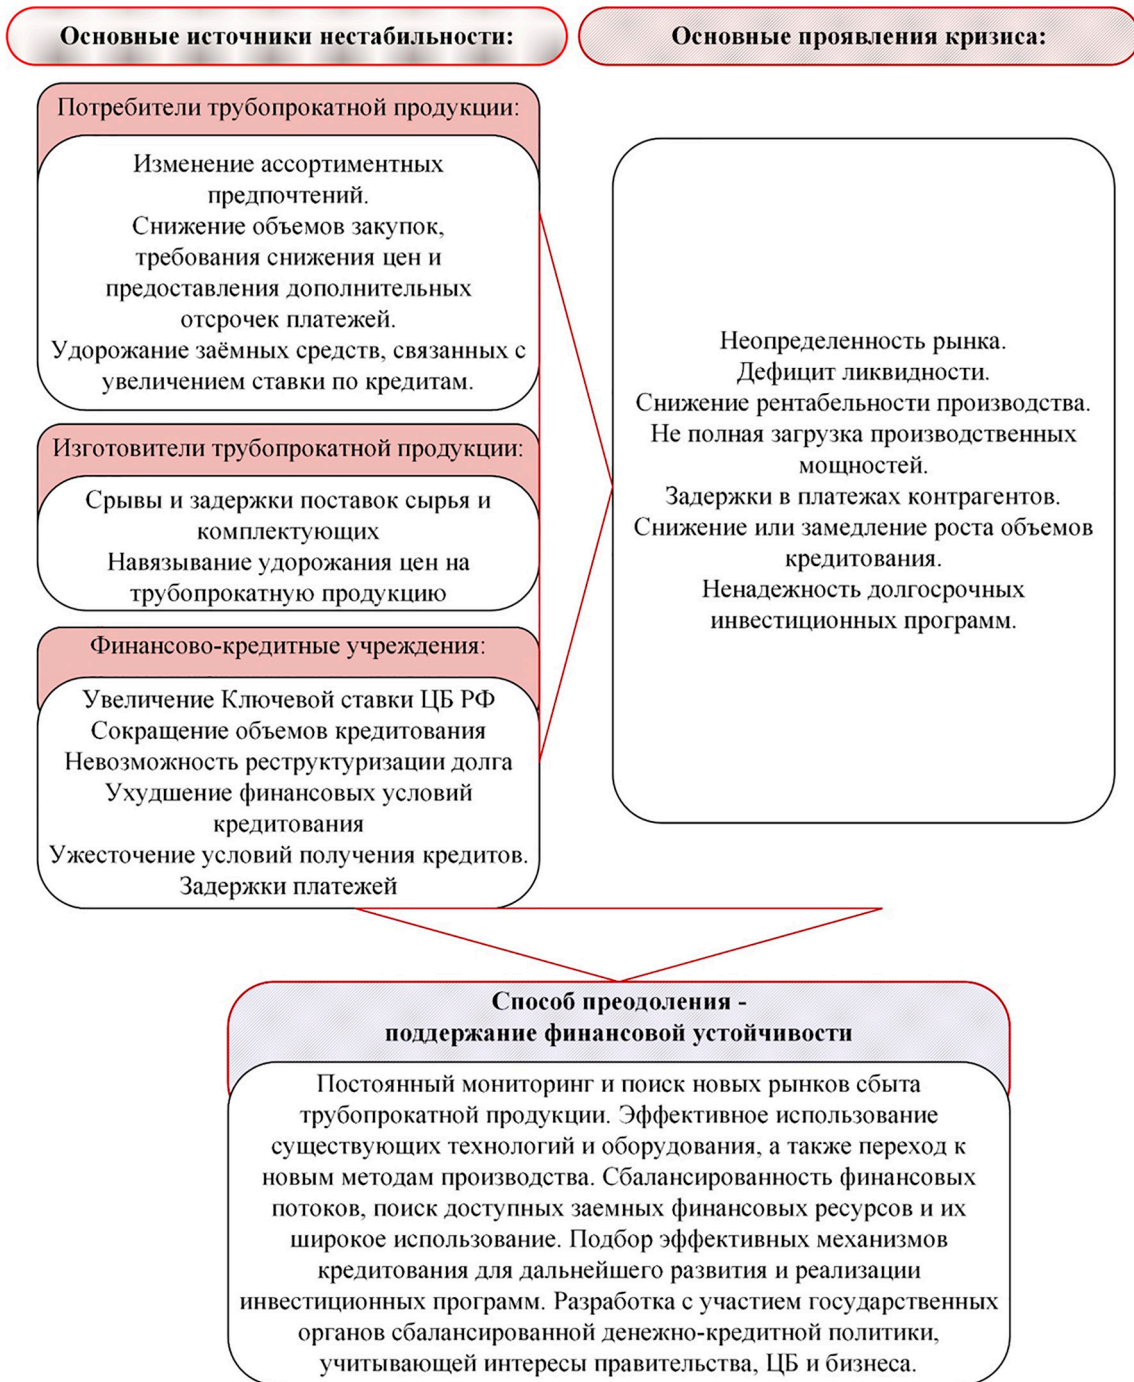 Основные источники нестабильности:
Основные проявления кризиса:
Потребители трубопрокатной продукции:
Изменение ассортиментных
предпочтений.
Снижение объемов закупок,
требования снижения цен и
предоставления дополнительных
отсрочек платежей.
Удорожание заёмных средств, связанных с
увеличением ставки по кредитам.
Изготовители трубопрокатной продукции:
Срывы и задержки поставок сырья и
комплектующих
Навязывание удорожания цен на
трубопрокатную продукцию
Финансово-кредитные учреждения:
Увеличение Ключевой ставки ЦБ РФ
Сокращение объемов кредитования
Невозможность реструктуризации долга
Ухудшение финансовых условий
кредитования
Ужесточение условий получения кредитов.
Задержки платежей
Неопределенность рынка.
Дефицит ликвидности.
Снижение рентабельности производства.
Не полная загрузка производственных
мощностей.
Задержки в платежах контрагентов.
Снижение или замедление роста объемов
кредитования.
Ненадежность долгосрочных
инвестиционных программ.
Способ преодоления -
поддержание финансовой устойчивости
Постоянный мониторинг и поиск новых рынков сбыта
трубопрокатной продукции. Эффективное использование
существующих технологий и оборудования, а также переход к
новым методам производства. Сбалансированность финансовых
потоков, поиск доступных заемных финансовых ресурсов и их
широкое использование. Подбор эффективных механизмов
кредитования для дальнейшего развития и реализации
инвестиционных программ. Разработка с участием государственных
органов сбалансированной денежно-кредитной политики,
учитывающей интересы правительства, ЦБ и бизнеса.